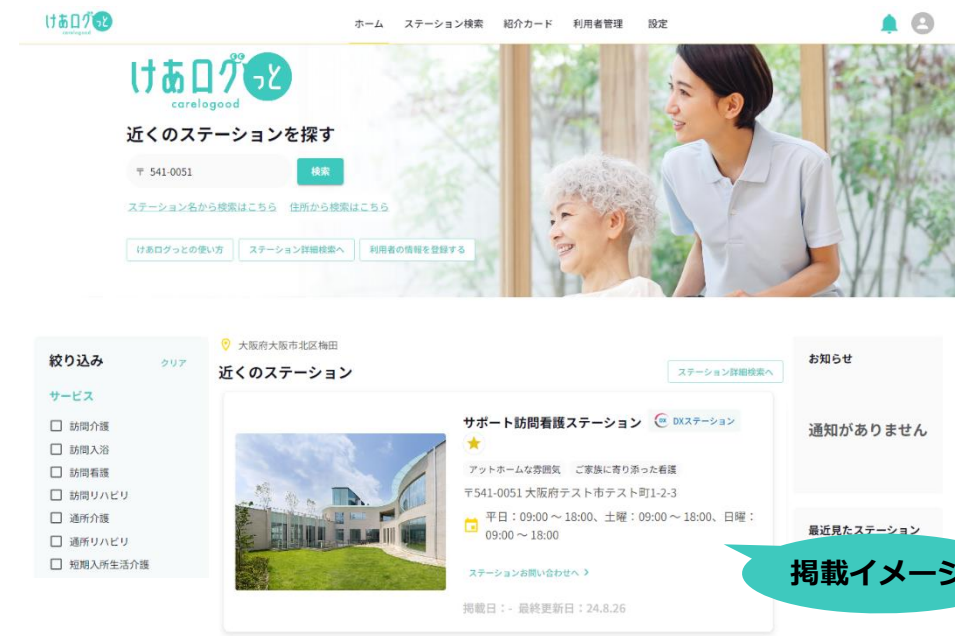 けあログっと
carelogood
ホーム ステーション検索 紹介カード 利用者管理 設定
けあログっと
carelogood
近くのステーションを探す
〒 541-0051 検索
ステーション名から検索はこちら 住所から検索はこちら
けあログっとの使い方 ステーション詳細検索へ 利用者の情報を登録する
絞り込み クリア
サービス
訪問介護
訪問入浴
訪問看護
訪問リハビリ
通所介護
通所リハビリ
短期入所生活介護
大阪府大阪市北区梅田
近くのステーション ステーション詳細検索へ
サポート訪問看護ステーション DX DXステーション
アットホームな雰囲気 ご家族に寄り添った看護
〒541-0051 大阪府テスト市テスト町1-2-3
平日：09:00 ～ 18:00、土曜：09:00 ～ 18:00、日曜：
09:00 ～ 18:00
ステーションお問い合わせへ
掲載日：- 最終更新日：24.8.26
お知らせ
通知がありません
最近見たステーション
掲載イメージ